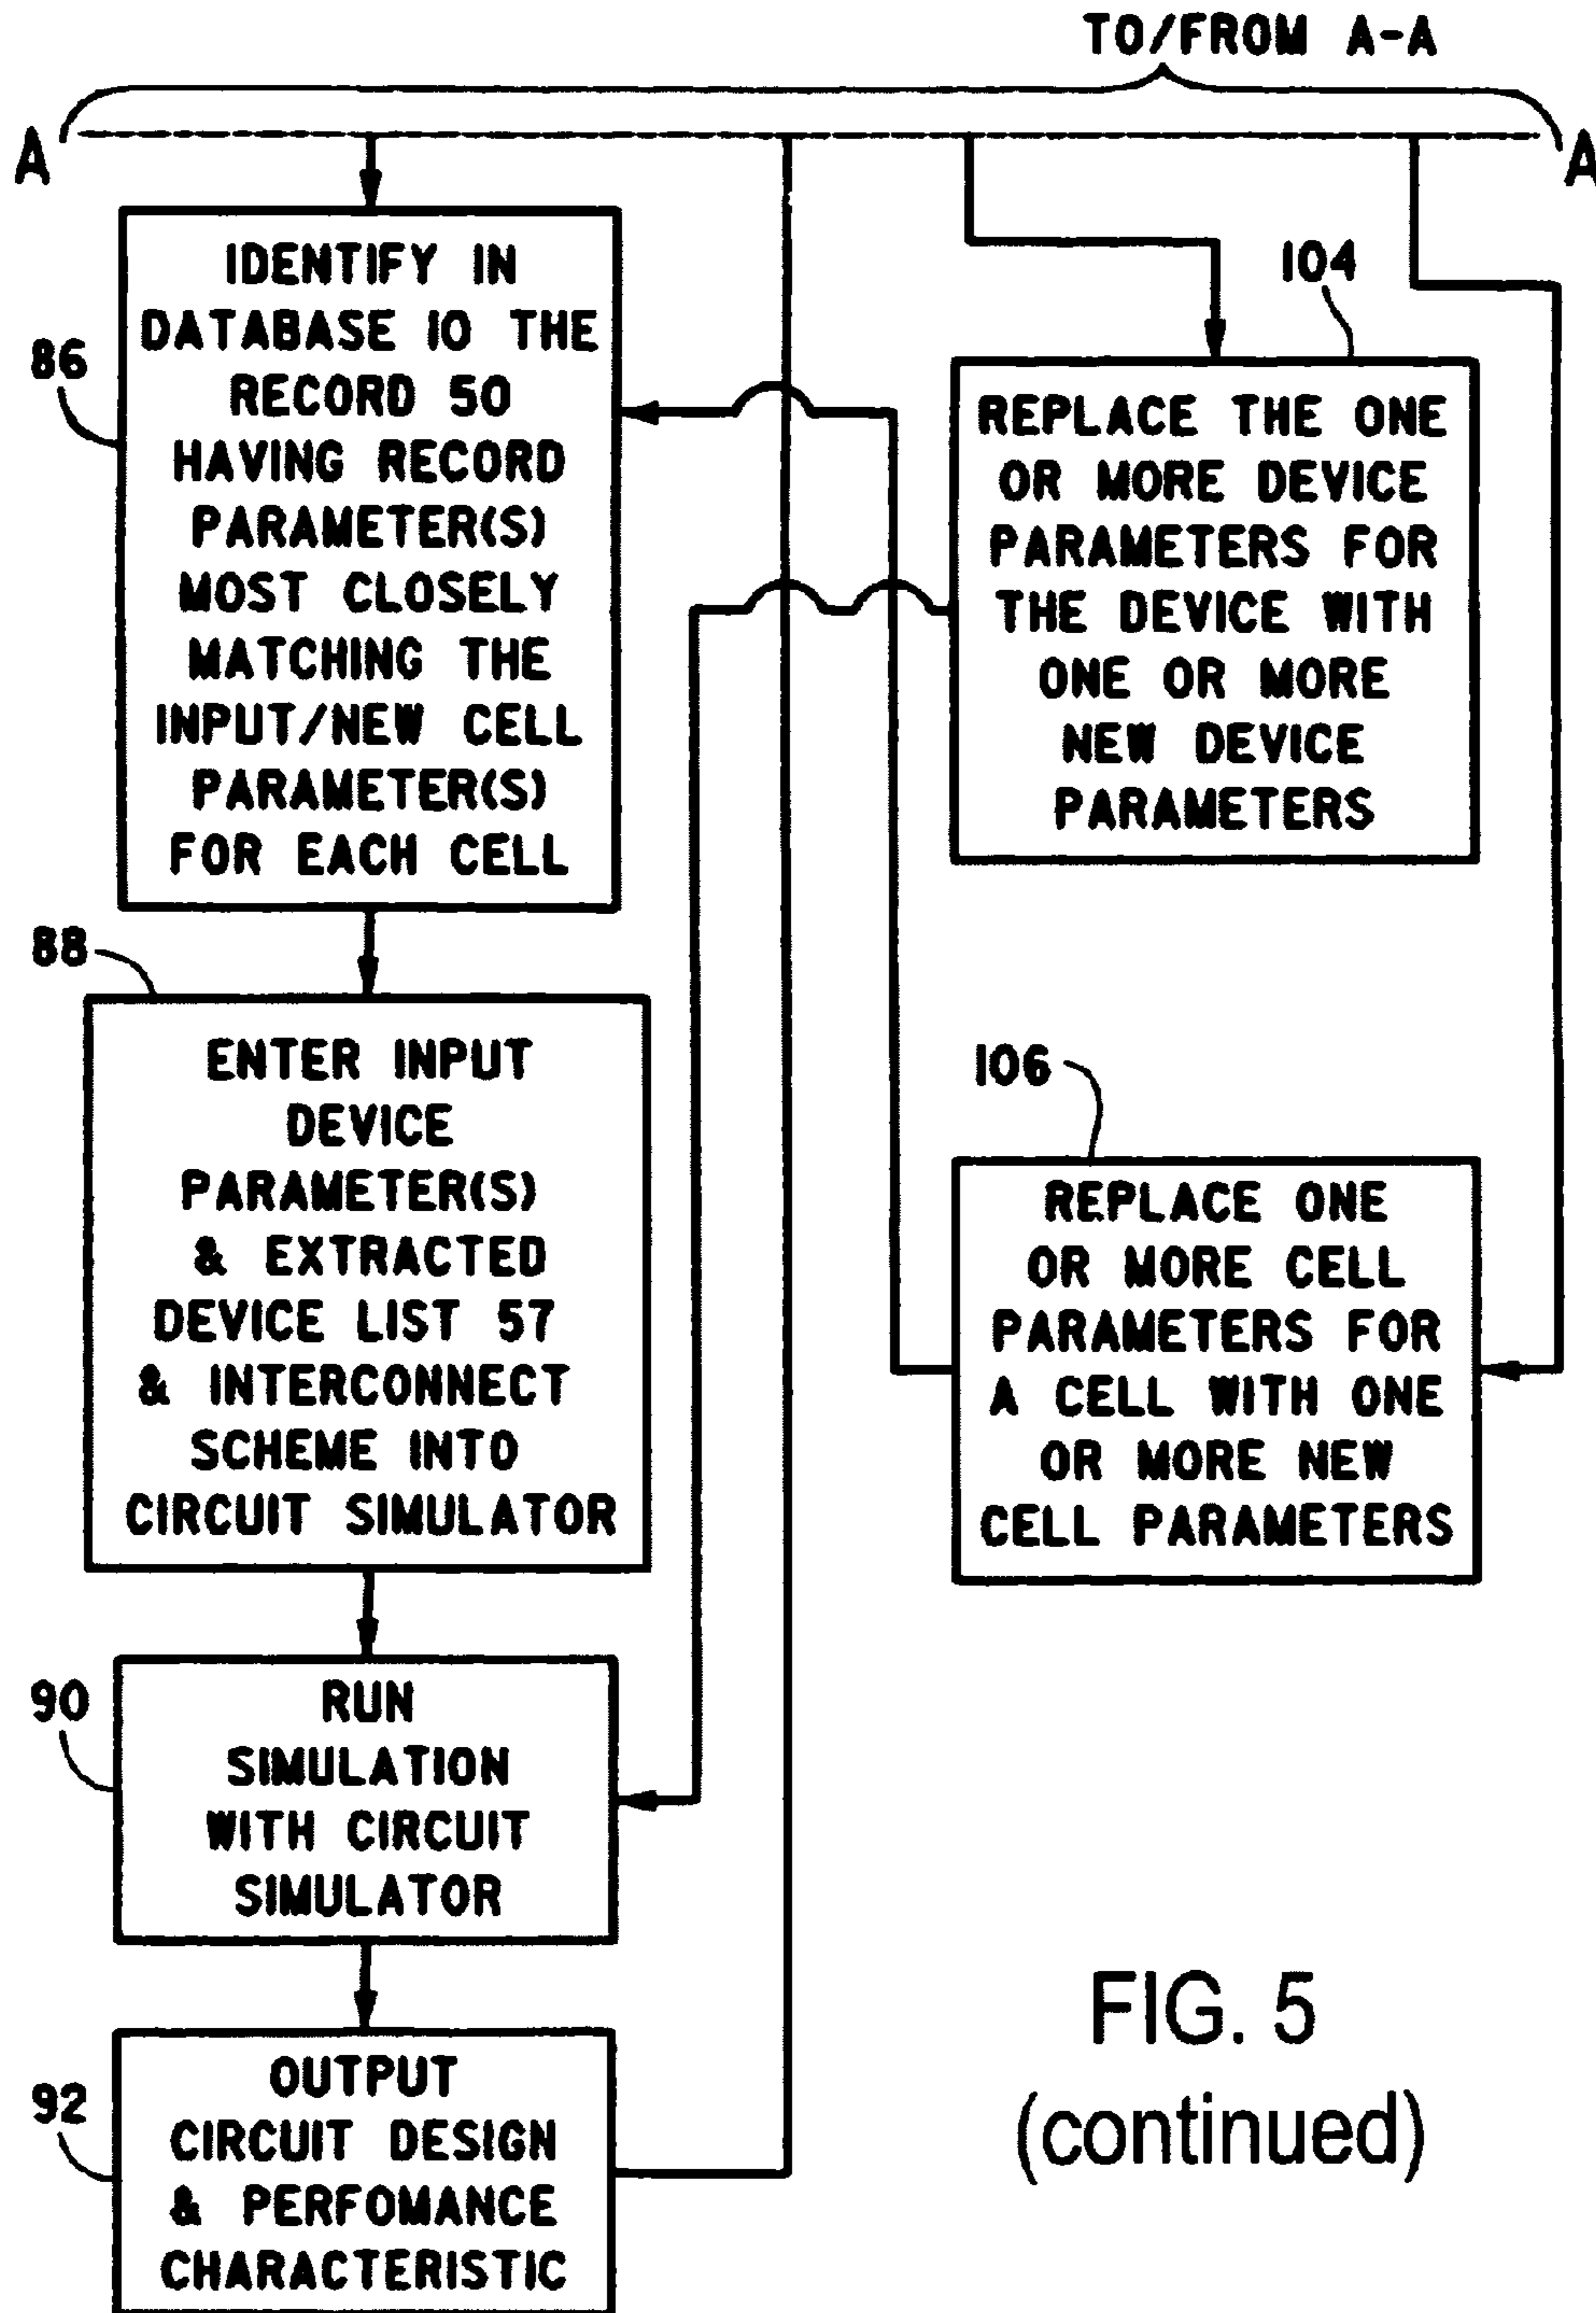 TO/FROM A-A
A
A
86
IDENTIFY IN
DATABASE 10 THE
RECORD 50
HAVING RECORD
PARAMETER(S)
MOST CLOSELY
MATCHING THE
INPUT/NEW CELL
PARAMETER(S)
FOR EACH CELL
104
REPLACE THE ONE
OR MORE DEVICE
PARAMETERS FOR
THE DEVICE WITH
ONE OR MORE
NEW DEVICE
PARAMETERS
88
ENTER INPUT
DEVICE
PARAMETER(S)
& EXTRACTED
DEVICE LIST 57
& INTERCONNECT
SCHEME INTO
CIRCUIT SIMULATOR
106
REPLACE ONE
OR MORE CELL
PARAMETERS FOR
A CELL WITH ONE
OR MORE NEW
CELL PARAMETERS
90
RUN
SIMULATION
WITH CIRCUIT
SIMULATOR
92
OUTPUT
CIRCUIT DESIGN
& PERFOMANCE
CHARACTERISTIC
FIG. 5
(continued)